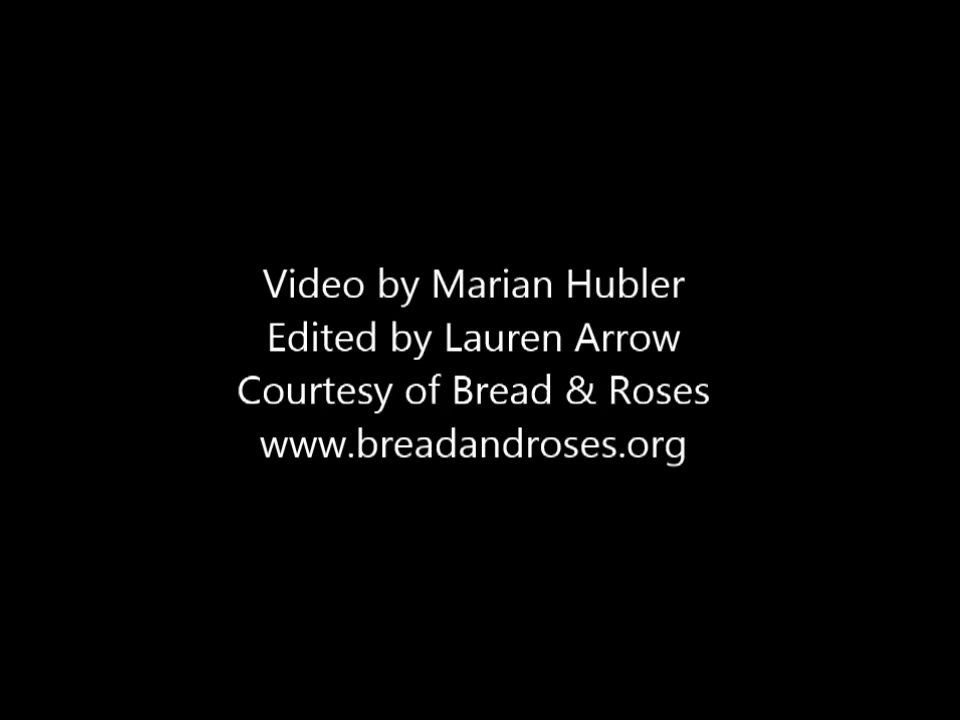 Video by Marian Hubler
Edited by Lauren Arrow
Courtesy of Bread & Roses
www.breadandroses.org